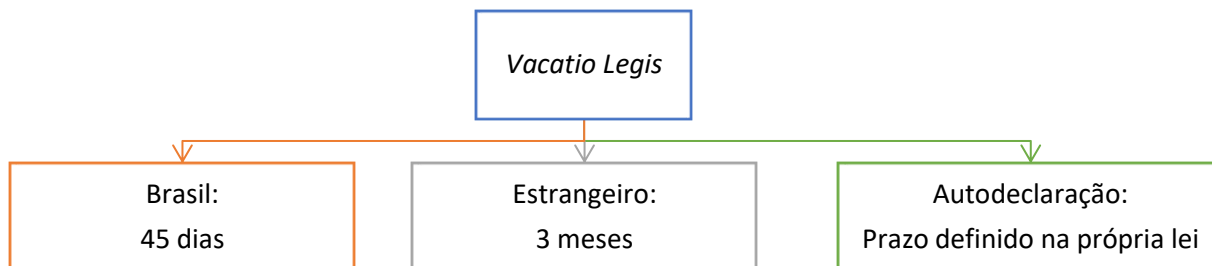 Vacatio Legis
Brasil:
45 dias
Estrangeiro:
3 meses
Autodeclaração:
Prazo definido na própria lei